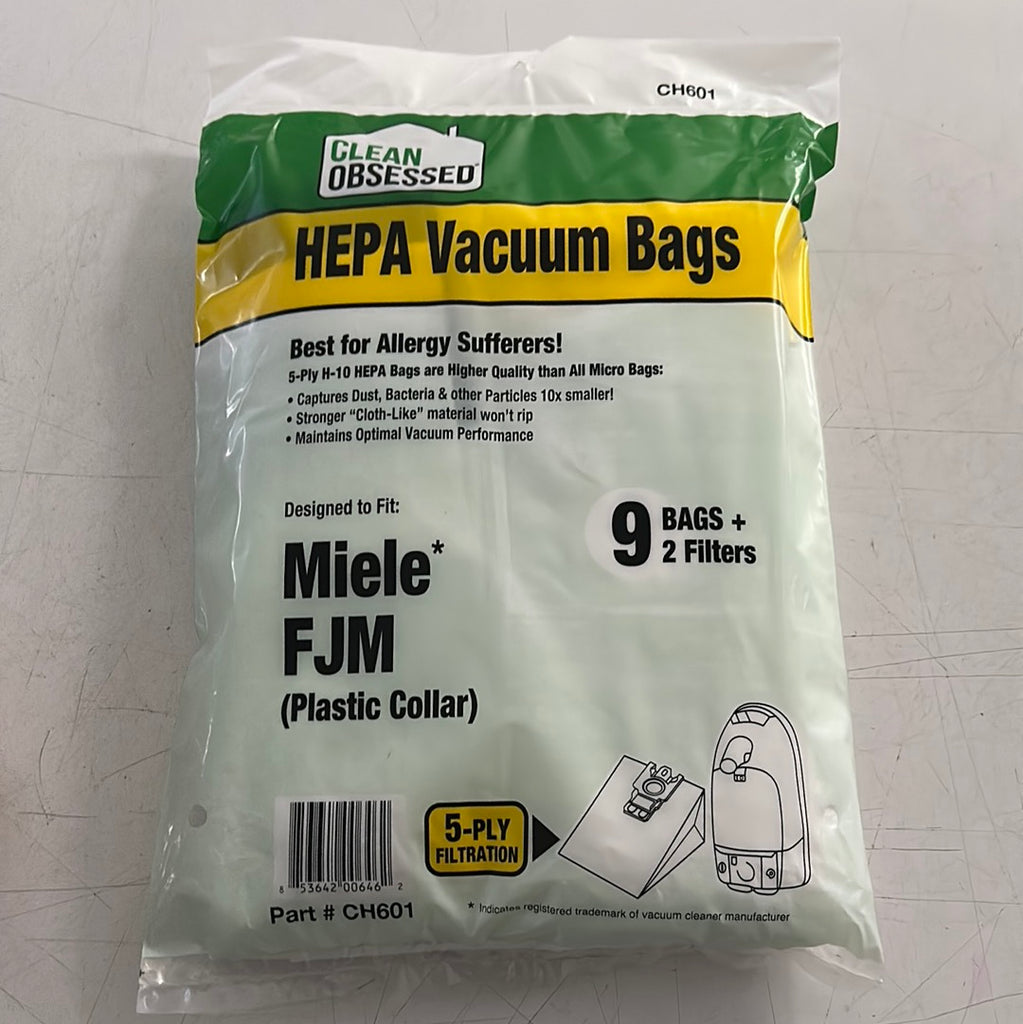 CH601
CLEAN
OBSESSED
HEPA Vacuum Bags
Best for Allergy Sufferers!
5-Ply H-10 HEPA Bags are Higher Quality than All Micro Bags:
• Captures Dust, Bacteria & other Particles 10x smaller!
• Stronger “Cloth-Like” material won't rip
• Maintains Optimal Vacuum Performance
Designed to Fit:
Miele*
FJM
(Plastic Collar)
9 BAGS +
2 Filters
5-PLY
FILTRATION
8 53642 00646 2
Part # CH601
* Indicates registered trademark of vacuum cleaner manufacturer